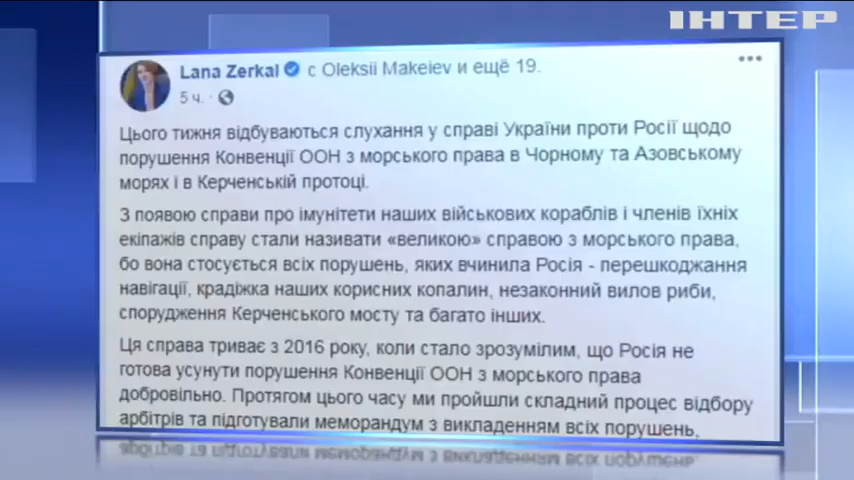 ІНТЕР
Lana Zerkal с Oleksii Makeiev и ещё 19.
5 ч. ·
Цього тижня відбуваються слухання у справі України проти Росії щодо
порушення Конвенції ООН з морського права в Чорному та Азовському
морях і в Керченській протоці.
З появою справи про імунітети наших військових кораблів і членів їхніх
екіпажів справу стали називати «великою» справою з морського права,
бо вона стосується всіх порушень, яких вчинила Росія - перешкоджання
навігації, крадіжка наших корисних копалин, незаконний вилов риби,
спорудження Керченського мосту та багато інших.
Ця справа триває з 2016 року, коли стало зрозумілим, що Росія не
готова усунути порушення Конвенції ООН з морського права
добровільно. Протягом цього часу ми пройшли складний процес відбору
арбітрів та підготували меморандум з викладенням всіх порушень,